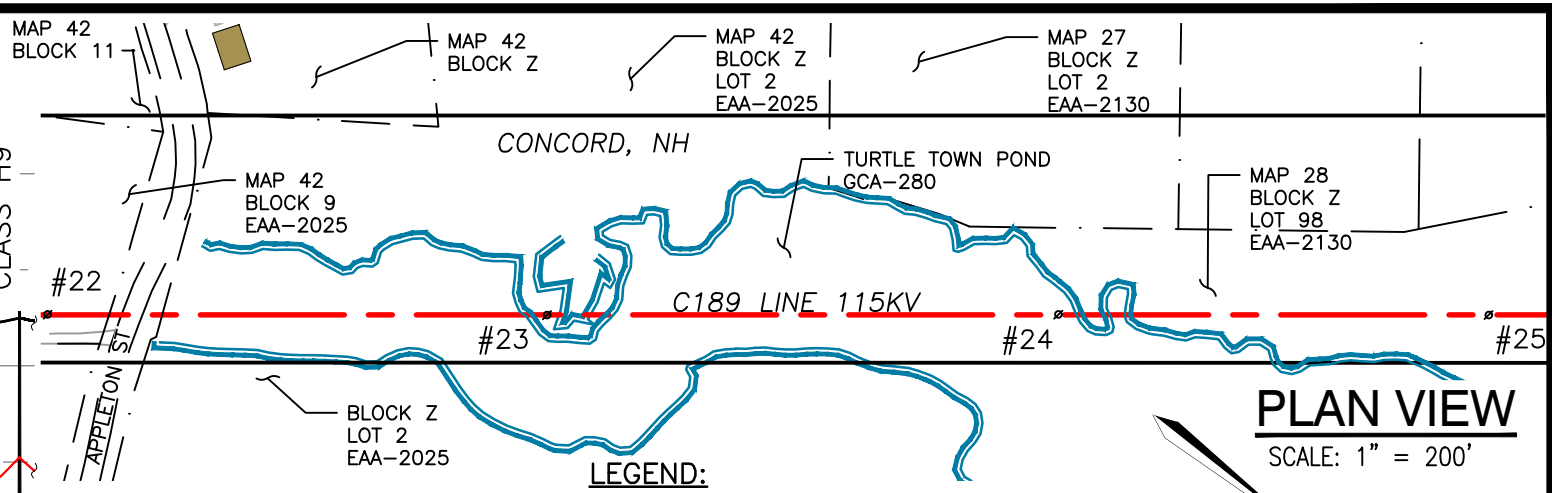 MAP 42
BLOCK 11
MAP 42
BLOCK Z
MAP 42
BLOCK Z
LOT 2
EAA-2025
MAP 27
BLOCK Z
LOT 2
EAA-2130
CONCORD, NH
TURTLE TOWN POND
GCA-280
MAP 42
BLOCK 9
EAA-2025
MAP 28
BLOCK Z
LOT 98
EAA-2130
CLASS H9
#22
C189 LINE 115KV
#23
#24
#25
APPLETON ST
BLOCK Z
LOT 2
EAA-2025
PLAN VIEW
SCALE: 1" = 200'
LEGEND: